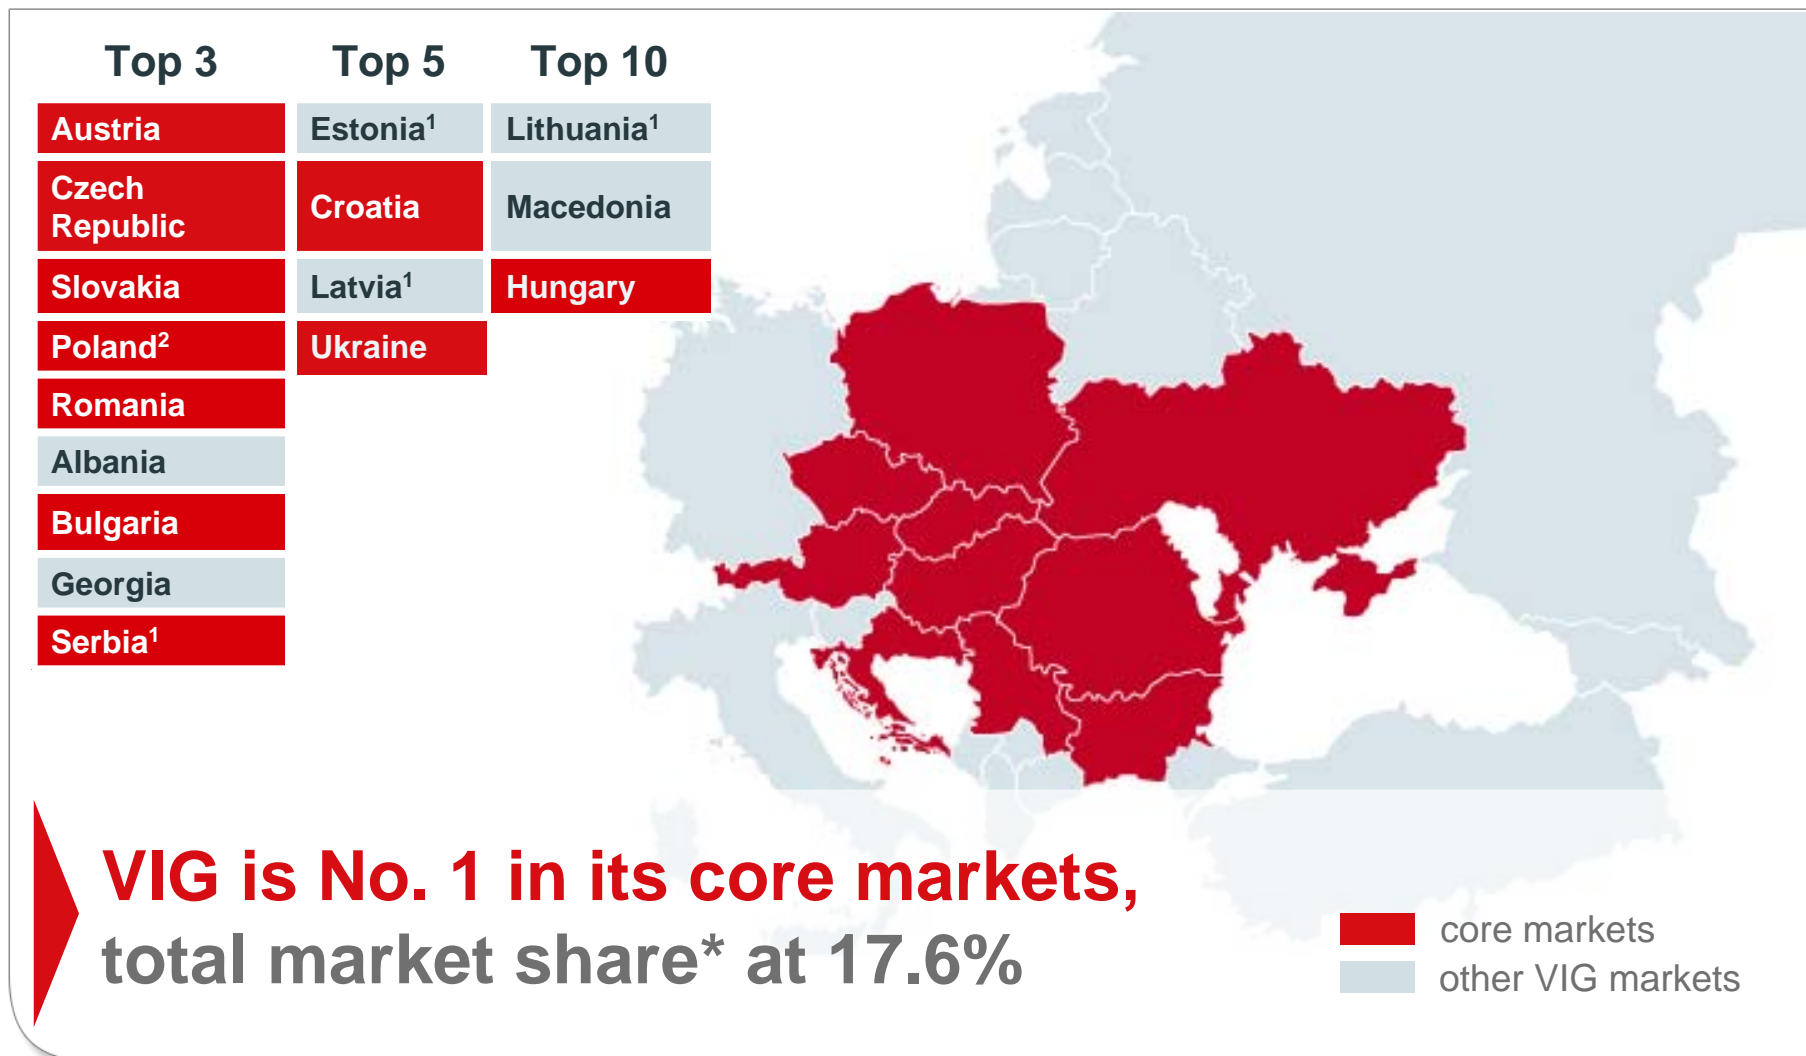 Top 3
Top 5
Top 10
Austria
Estonia¹
Lithuania¹
Czech
Republic
Croatia
Macedonia
Slovakia
Latvia¹
Hungary
Poland²
Ukraine
Romania
Albania
Bulgaria
Georgia
Serbia¹
VIG is No. 1 in its core markets,
total market share* at 17.6%
core markets
other VIG markets